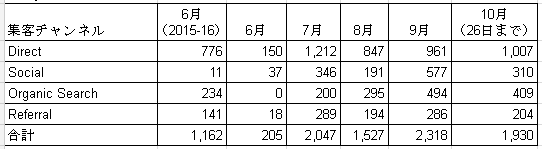 集客チャンネル 6月（2015-16） 6月 7月 8月 9月 10月（26日まで）
Direct 776 150 1,212 847 961 1,007
Social 11 37 346 191 577 310
Organic Search 234 0 200 295 494 409
Referral 141 18 289 194 286 204
合計 1,162 205 2,047 1,527 2,318 1,930